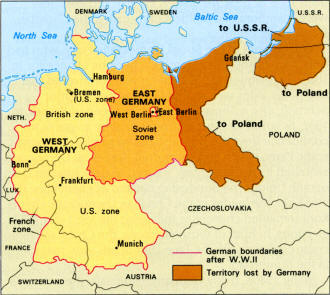 DENMARK
SWEDEN
Baltic Sea
U.S.S.R.
North Sea
to U.S.S.R.
Gdańsk
Hamburg
Bremen
(U.S. zone)
EAST
GERMANY
to Poland
NETH.
British zone
West Berlin
East Berlin
Soviet
zone
to Poland
POLAND
WEST
GERMANY
Bonn
LUX.
Frankfurt
CZECHOSLOVAKIA
French
zone
U.S. zone
FRANCE
Munich
SWITZERLAND
AUSTRIA
German boundaries
after W.W.II
Territory lost by Germany